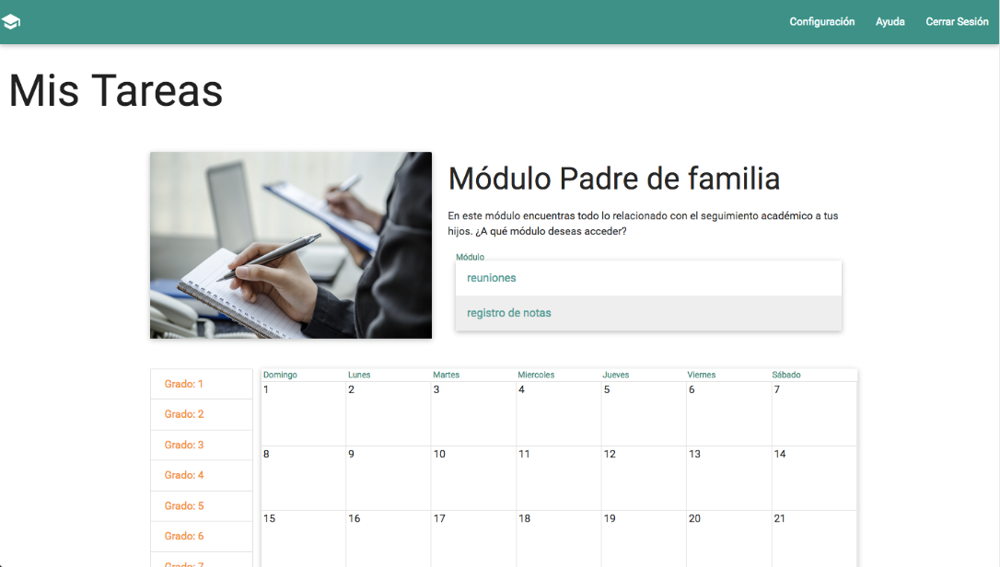 Configuración Ayuda Cerrar Sesión
Mis Tareas
Módulo Padre de familia
En este módulo encuentras todo lo relacionado con el seguimiento académico a tus
hijos. ¿A qué módulo deseas acceder?
Módulo
reuniones
registro de notas
Grado: 1
Grado: 2
Grado: 3
Grado: 4
Grado: 5
Grado: 6
Grado: 7
Domingo Lunes Martes Miercoles Jueves Viernes Sábado
1 2 3 4 5 6 7
8 9 10 11 12 13 14
15 16 17 18 19 20 21